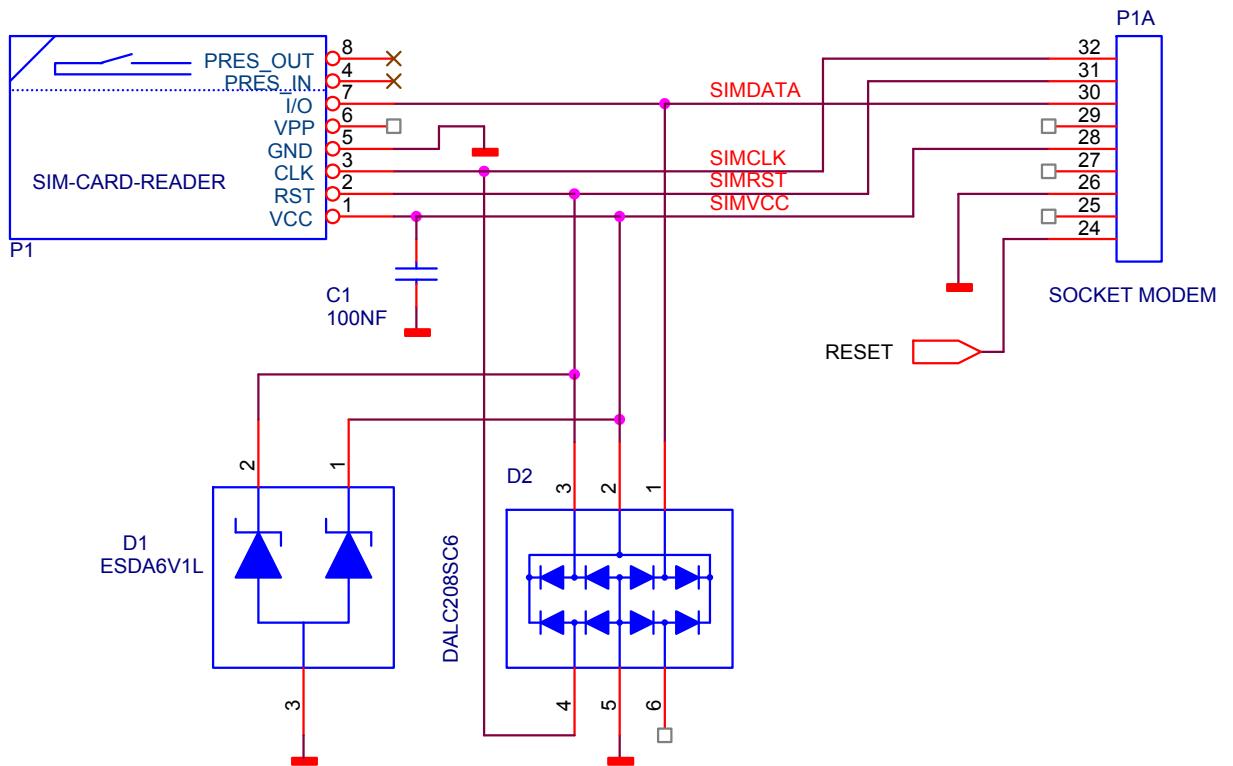 P1A
8
PRES_OUT
4
PRES_IN
7
I/O
6
VPP
5
GND
3
CLK
2
RST
1
VCC
SIM-CARD-READER
P1
32
31
30
29
28
27
26
25
24
SIMDATA
SIMCLK
SIMRST
SIMVCC
SOCKET MODEM
C1
100NF
RESET
2
1
D1
ESDA6V1L
3
D2
3
2
1
DALC208SC6
4
5
6